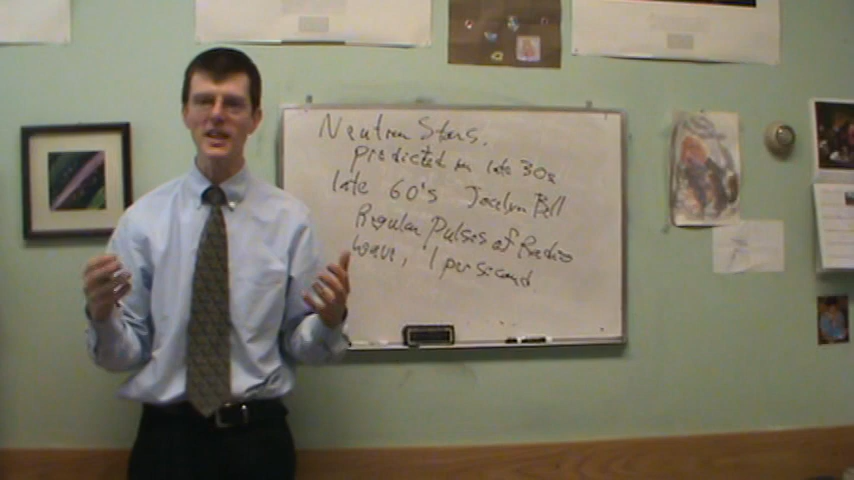 Neutron Stars.
predicted in late 30s
late 60's Jocelyn Bell
Regular Pulses of Radio
wave, 1 per second